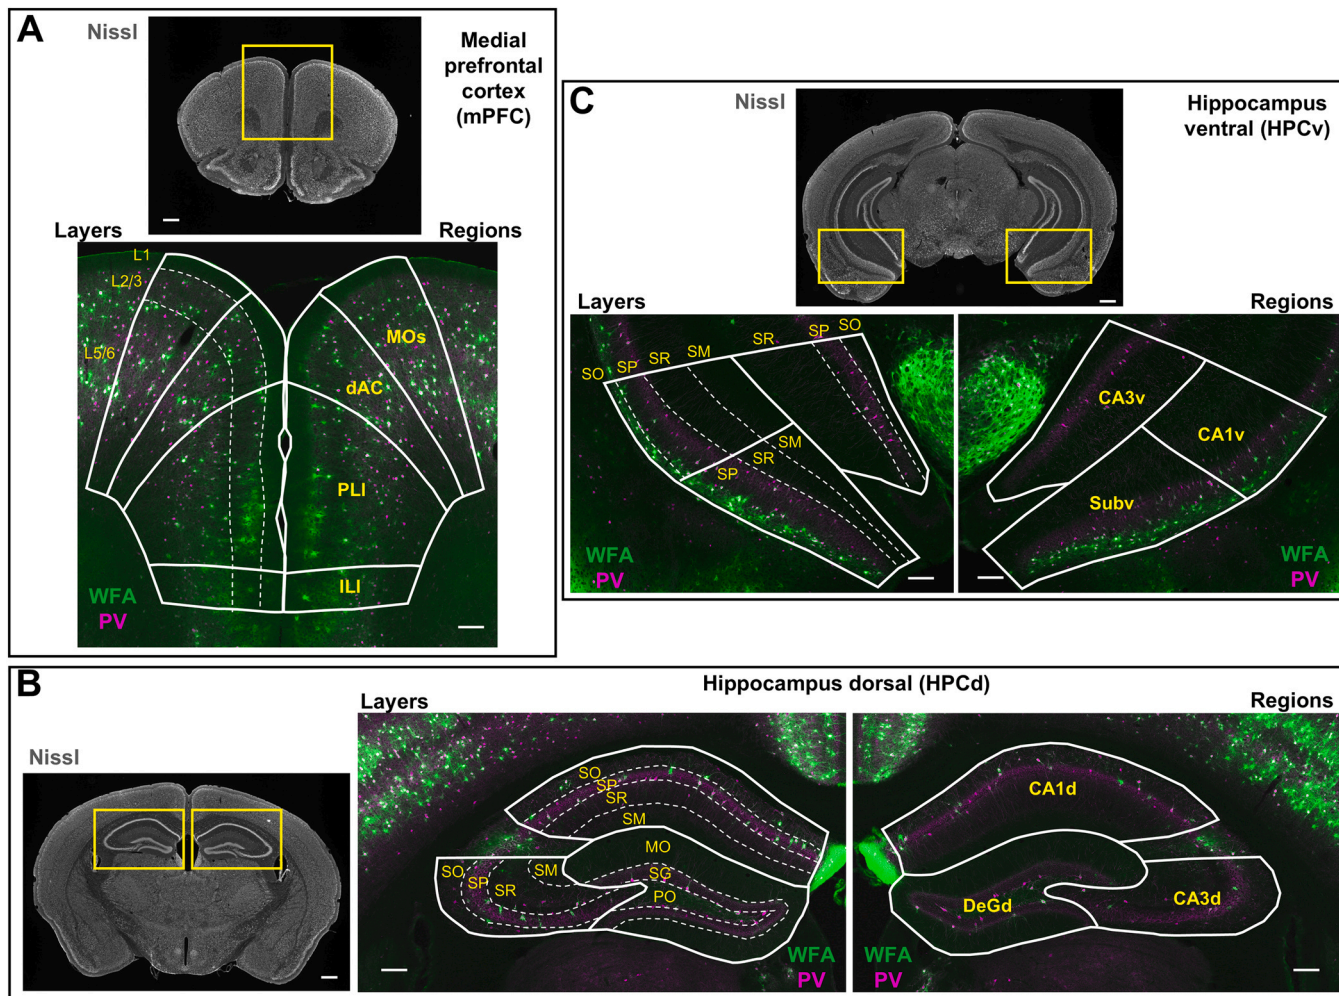 A
Nissl
Medial
prefrontal
cortex
(mPFC)
Layers
Regions
L1
L2/3
L5/6
MOs
dAC
PLI
ILI
WFA
PV
C
Nissl
Hippocampus
ventral (HPCv)
Layers
Regions
SO SP SR SM SR SP SO
SP SR SM
CA3v
CA1v
Subv
WFA
PV
WFA
PV
B
Hippocampus dorsal (HPCd)
Nissl
Layers
Regions
SO
SP
SR
SM
MO
SG
PO
SO SP SR SM
CA1d
DeGd
CA3d
WFA
PV
WFA
PV